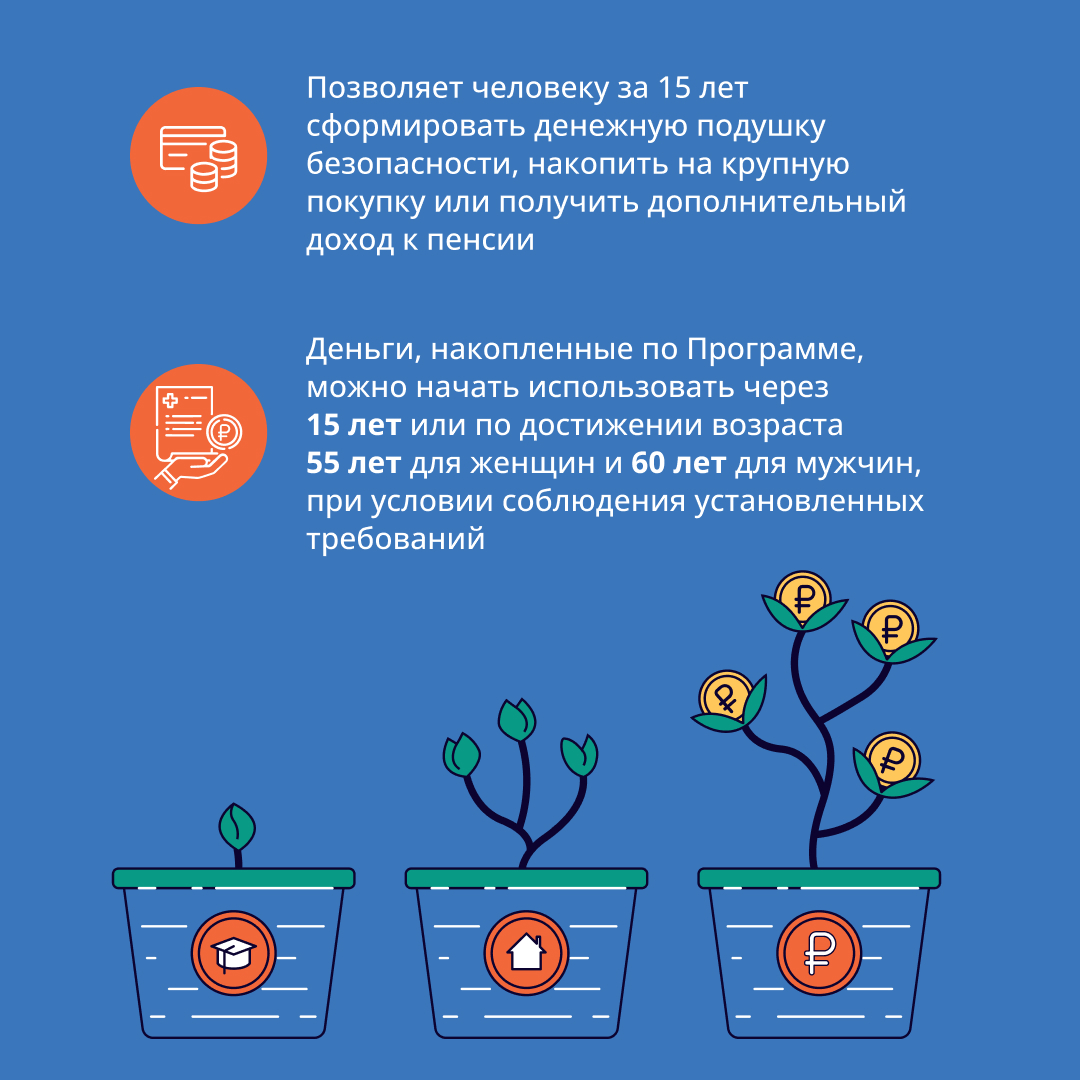 Позволяет человеку за 15 лет
сформировать денежную подушку
безопасности, накопить на крупную
покупку или получить дополнительный
доход к пенсии
Деньги, накопленные по Программе,
можно начать использовать через
15 лет или по достижении возраста
55 лет для женщин и 60 лет для мужчин,
при условии соблюдения установленных
требований